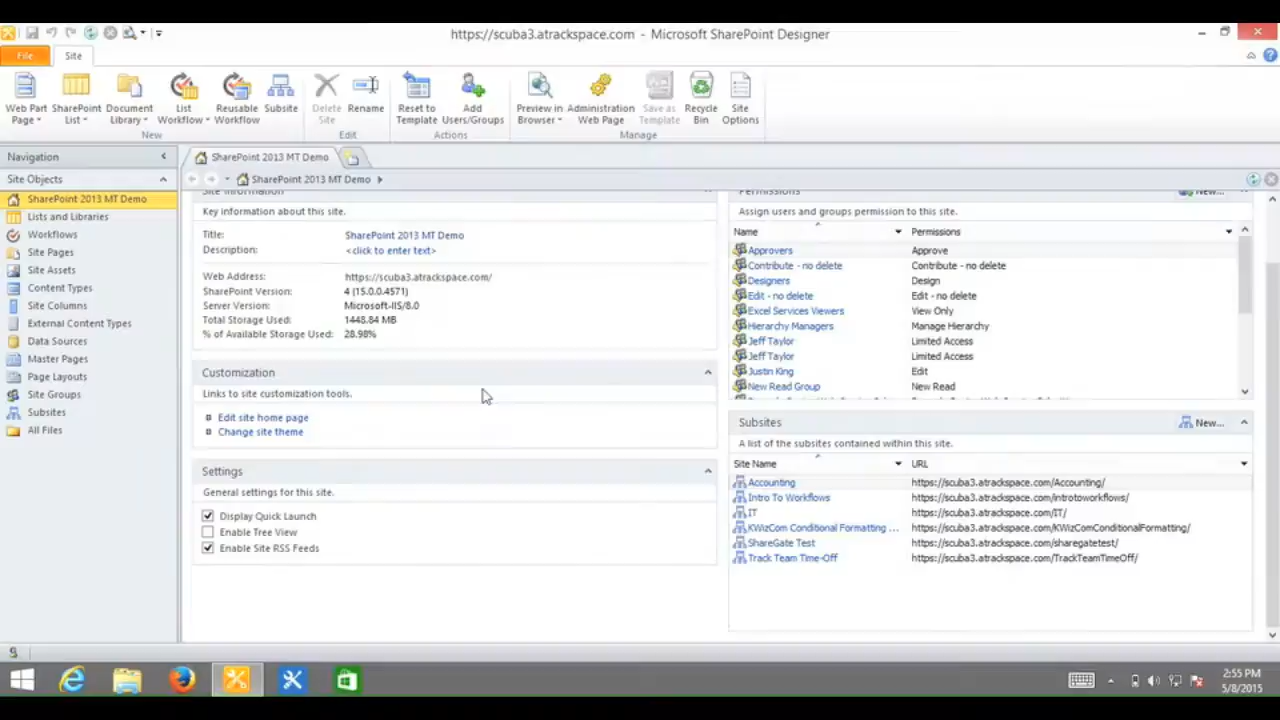 https://scuba3.atrackspace.com - Microsoft SharePoint Designer
File
Site
Web Part Page
SharePoint List
Document Library
List Workflow
Reusable Workflow
Subsite
Delete Site
Rename
Reset to Template
Add Users/Groups
Preview in Browser
Administration Web Page
Save as Template
Recycle Bin
Site Options
New
Edit
Actions
Manage
Navigation
SharePoint 2013 MT Demo
Site Objects
SharePoint 2013 MT Demo
SharePoint 2013 MT Demo
Lists and Libraries
Workflows
Site Pages
Site Assets
Content Types
Site Columns
External Content Types
Data Sources
Master Pages
Page Layouts
Site Groups
Subsites
All Files
Site Information
Key information about this site.
Title: SharePoint 2013 MT Demo
Description: <click to enter text>
Web Address: https://scuba3.atrackspace.com/
SharePoint Version: 4 (15.0.0.4571)
Server Version: Microsoft-IIS/8.0
Total Storage Used: 1448.84 MB
% of Available Storage Used: 28.98%
Customization
Links to site customization tools.
Edit site home page
Change site theme
Settings
General settings for this site.
Display Quick Launch
Enable Tree View
Enable Site RSS Feeds
Permissions New...
Assign users and groups permission to this site.
Name Permissions
Approvers Approve
Contribute - no delete Contribute - no delete
Designers Design
Edit - no delete Edit - no delete
Excel Services Viewers View Only
Hierarchy Managers Manage Hierarchy
Jeff Taylor Limited Access
Jeff Taylor Limited Access
Justin King Edit
New Read Group New Read
Subsites New...
A list of the subsites contained within this site.
Site Name URL
Accounting https://scuba3.atrackspace.com/Accounting/
Intro To Workflows https://scuba3.atrackspace.com/introtoworkflows/
IT https://scuba3.atrackspace.com/IT/
KWizCom Conditional Formatting ... https://scuba3.atrackspace.com/KWizComConditionalFormatting/
ShareGate Test https://scuba3.atrackspace.com/sharegatetest/
Track Team Time-Off https://scuba3.atrackspace.com/TrackTeamTimeOff/
2:55 PM
5/8/2015